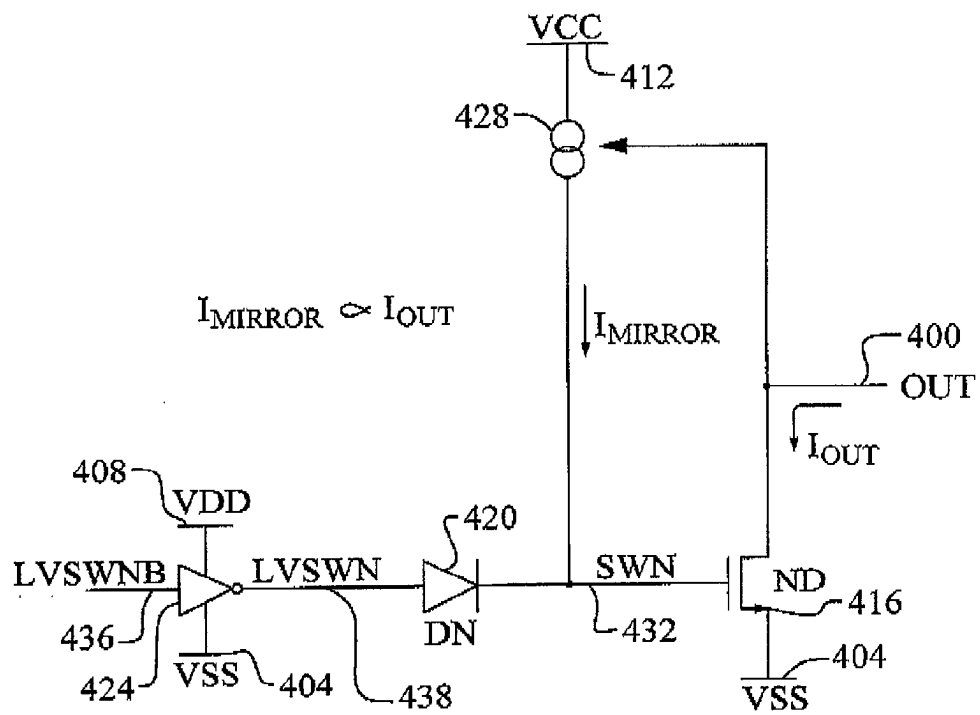 VCC
412
428
I_MIRROR ∝ I_OUT
I_MIRROR
400
OUT
I_OUT
408
VDD
420
LVSWNB
LVSWN
SWN
ND
436
DN
432
416
424
VSS
404
438
404
VSS